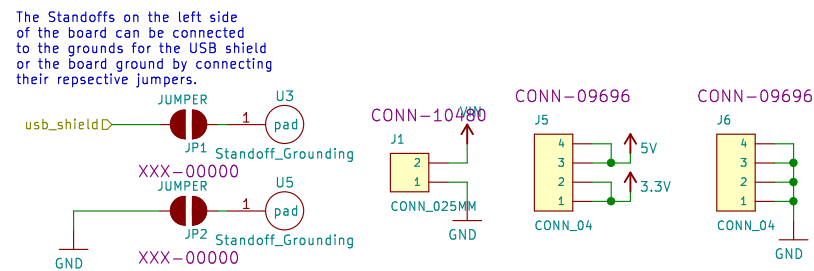 The Standoffs on the left side
of the board can be connected
to the grounds for the USB shield
or the board ground by connecting
their repsective jumpers.
JUMPER
U3
usb_shield
1
pad
JP1
Standoff_Grounding
XXX-00000
JUMPER
U5
1
pad
JP2
Standoff_Grounding
GND
XXX-00000
VIN
CONN-10480
J1
2
1
CONN_025MM
GND
CONN-09696
J5
4
3
2
1
5V
3.3V
CONN_04
CONN-09696
J6
4
3
2
1
CONN_04
GND